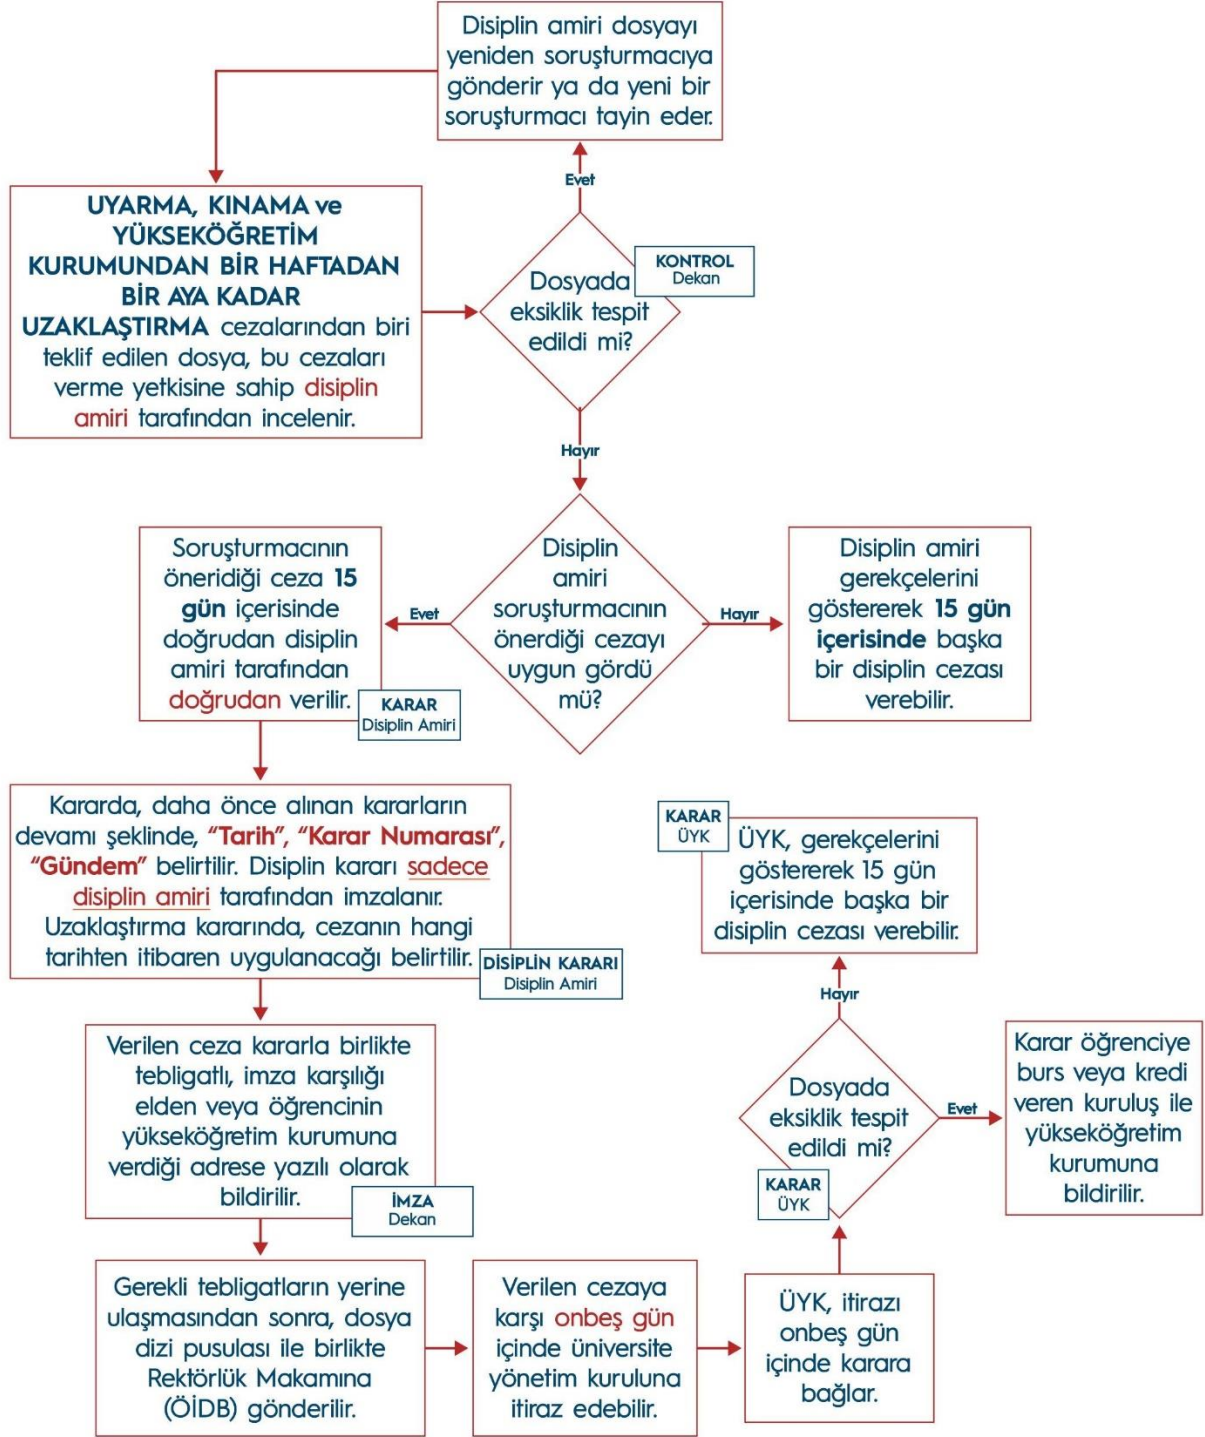 Disiplin amiri dosyayı
yeniden soruşturmacıya
gönderir ya da yeni bir
soruşturmacı tayin eder.
Evet
UYARMA, KINAMA ve
YÜKSEKÖĞRETİM
KURUMUNDAN BİR HAFTADAN
BİR AYA KADAR
UZAKLAŞTIRMA cezalarından biri
teklif edilen dosya, bu cezaları
verme yetkisine sahip disiplin
amiri tarafından incelenir.
KONTROL
Dekan
Dosyada
eksiklik tespit
edildi mi?
Hayır
Soruşturmacının
öneridiği ceza 15
gün içerisinde
doğrudan disiplin
amiri tarafından
doğrudan verilir.
KARAR
Disiplin Amiri
Evet
Disiplin
amiri
soruşturmacının
önerdiği cezayı
uygun gördü
mü?
Hayır
Disiplin amiri
gerekçelerini
göstererek 15 gün
içerisinde başka
bir disiplin cezası
verebilir.
Kararda, daha önce alınan kararların
devamı şeklinde, “Tarih”, “Karar Numarası”,
“Gündem” belirtilir. Disiplin kararı sadece
disiplin amiri tarafından imzalanır.
Uzaklaştırma kararında, cezanın hangi
tarihten itibaren uygulanacağı belirtilir.
DİSİPLİN KARARI
Disiplin Amiri
KARAR
ÜYK
ÜYK, gerekçelerini
göstererek 15 gün
içerisinde başka bir
disiplin cezası verebilir.
Hayır
Verilen ceza kararla birlikte
tebligatlı, imza karşılığı
elden veya öğrencinin
yükseköğretim kurumuna
verdiği adrese yazılı olarak
bildirilir.
İMZA
Dekan
Dosyada
eksiklik tespit
edildi mi?
KARAR
ÜYK
Evet
Karar öğrenciye
burs veya kredi
veren kuruluş ile
yükseköğretim
kurumuna
bildirilir.
Gerekli tebligatların yerine
ulaşmasından sonra, dosya
dizi pusulası ile birlikte
Rektörlük Makamına
(ÖİDB) gönderilir.
Verilen cezaya
karşı onbeş gün
içinde üniversite
yönetim kuruluna
itiraz edebilir.
ÜYK, itirazı
onbeş gün
içinde karara
bağlar.